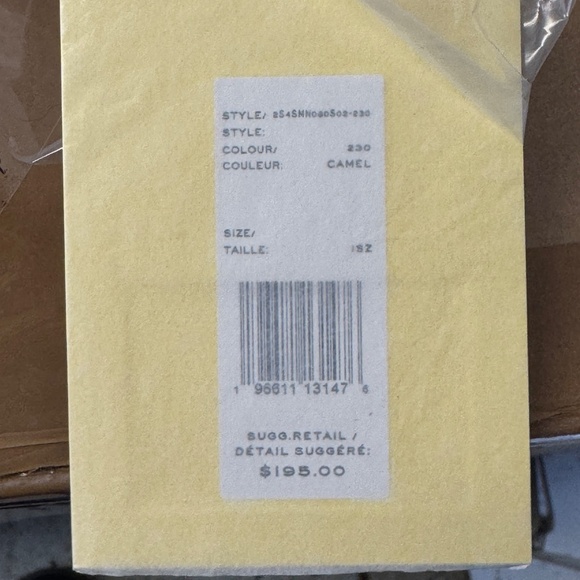 STYLE/ 2S4SMN080S02-230
STYLE:
COLOUR/ 230
COULEUR: CAMEL
SIZE/
TAILLE: 1SZ
1 96611 13147 6
SUGG.RETAIL /
DÉTAIL SUGGÉRÉ:
$195.00